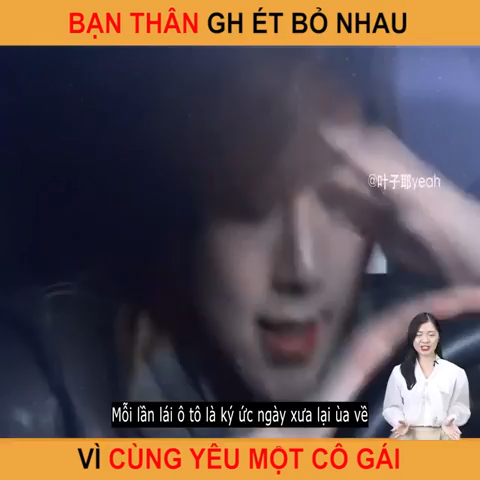 BẠN THÂN GH ÉT BỎ NHAU
@叶子耶yeah
Mỗi lần lái ô tô là ký ức ngày xưa lại ùa về
VÌ CÙNG YÊU MỘT CÔ GÁI